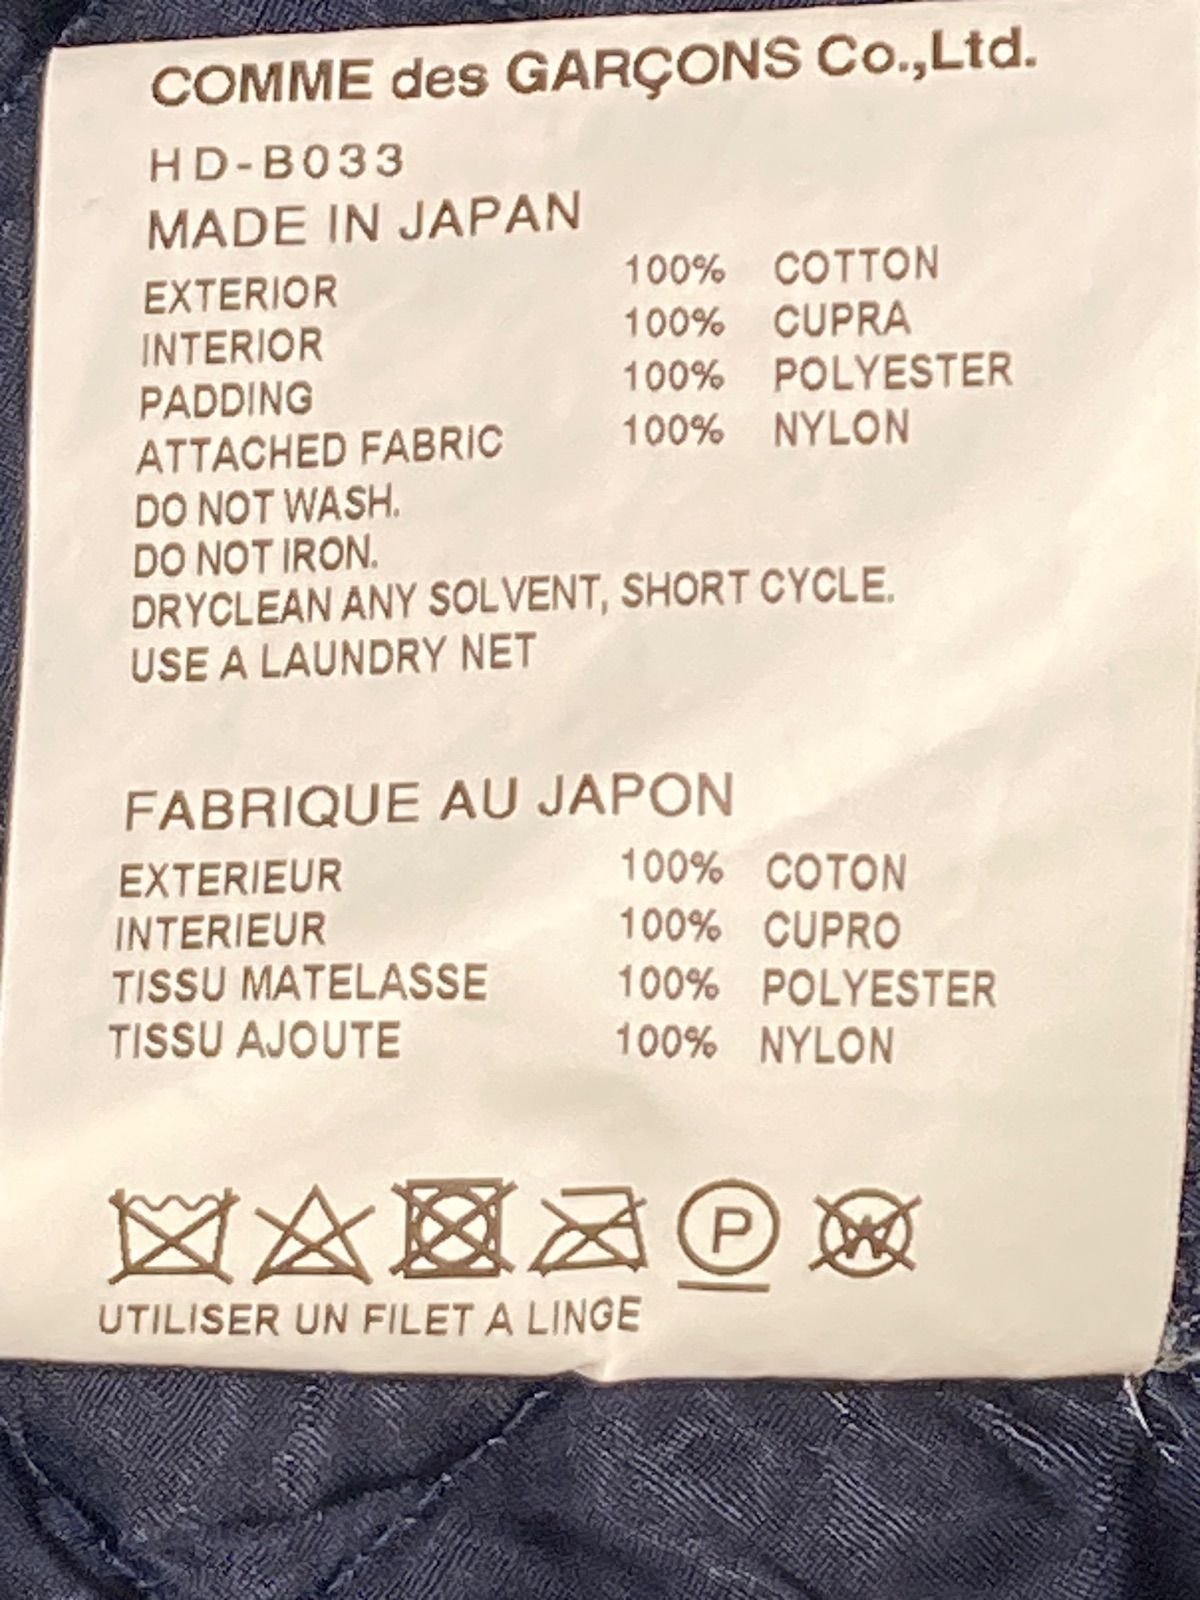 COMME des GARÇONS Co.,Ltd.
HD-B033
MADE IN JAPAN
EXTERIOR 100% COTTON
INTERIOR 100% CUPRA
PADDING 100% POLYESTER
ATTACHED FABRIC 100% NYLON
DO NOT WASH.
DO NOT IRON.
DRYCLEAN ANY SOLVENT, SHORT CYCLE.
USE A LAUNDRY NET
FABRIQUE AU JAPON
EXTERIEUR 100% COTON
INTERIEUR 100% CUPRO
TISSU MATELASSE 100% POLYESTER
TISSU AJOUTE 100% NYLON
P W
UTILISER UN FILET A LINGE